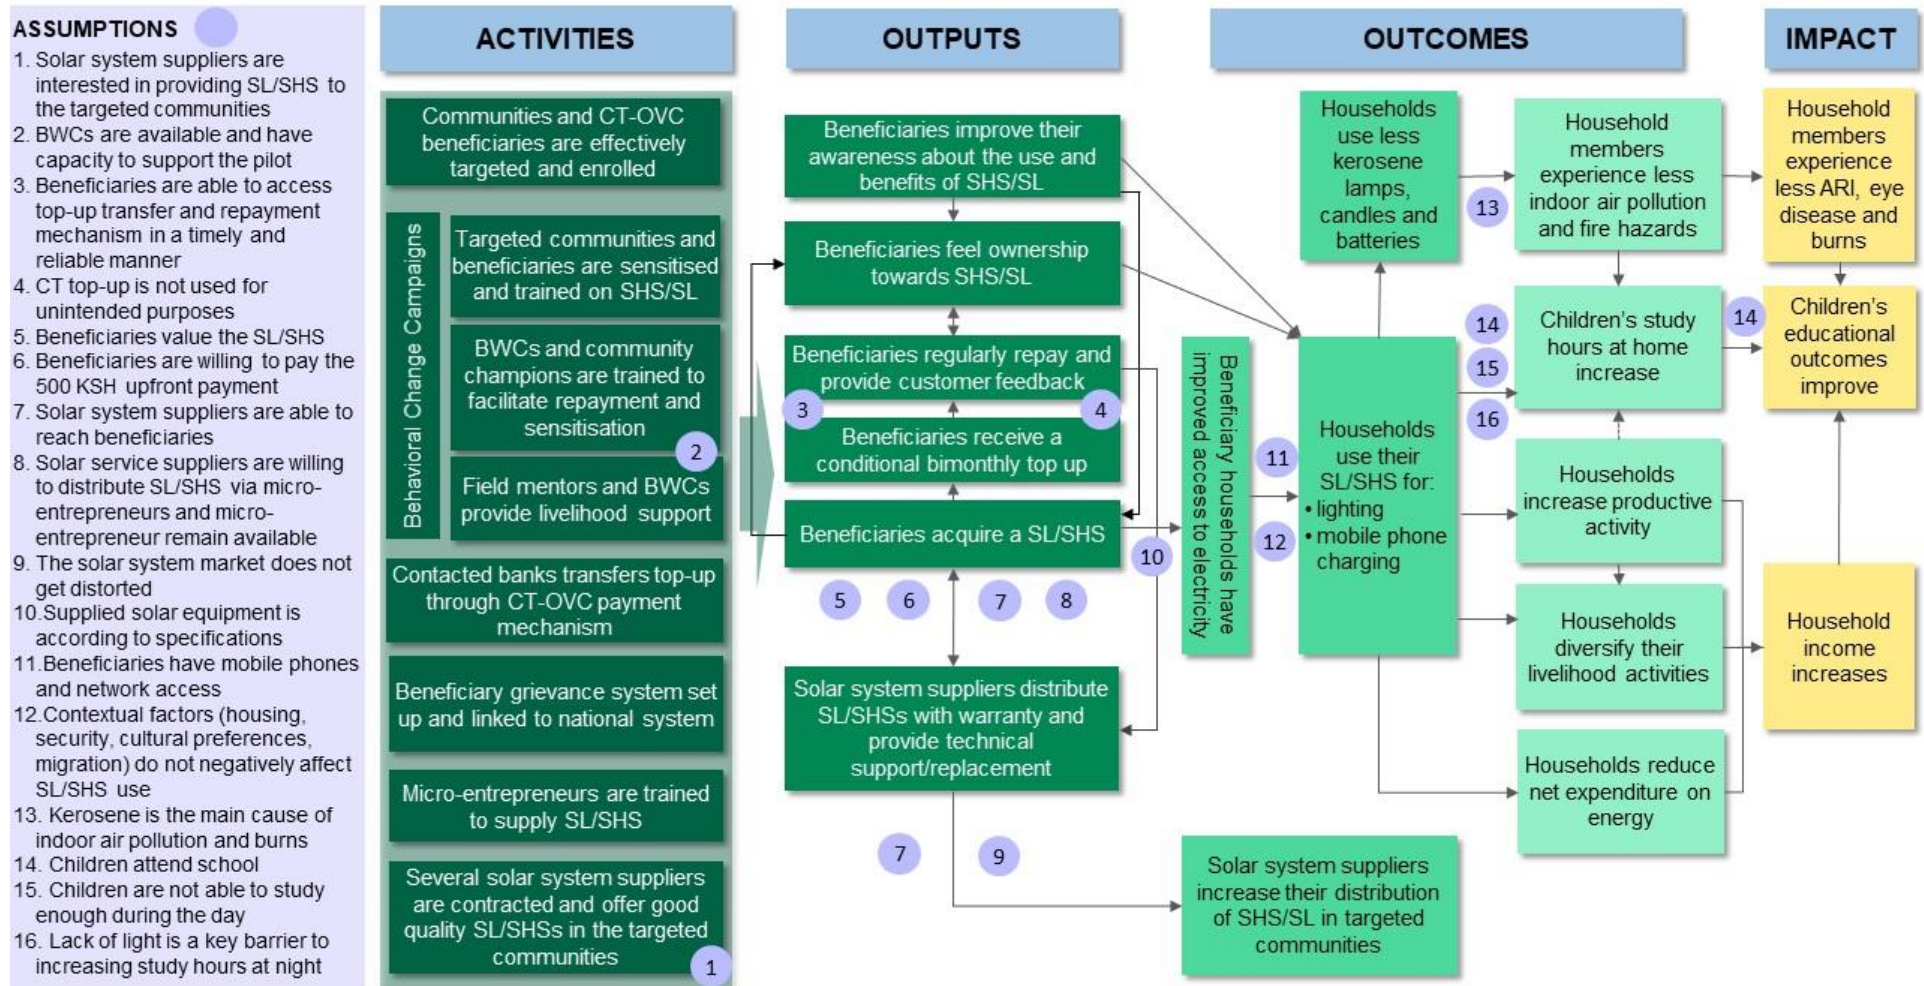 ASSUMPTIONS
1. Solar system suppliers are
interested in providing SL/SHS to
the targeted communities
2. BWCs are available and have
capacity to support the pilot
3. Beneficiaries are able to access
top-up transfer and repayment
mechanism in a timely and
reliable manner
4. CT top-up is not used for
unintended purposes
5. Beneficiaries value the SL/SHS
6. Beneficiaries are willing to pay the
500 KSH upfront payment
7. Solar system suppliers are able to
reach beneficiaries
8. Solar service suppliers are willing
to distribute SL/SHS via micro-
entrepreneurs and micro-
entrepreneur remain available
9. The solar system market does not
get distorted
10.Supplied solar equipment is
according to specifications
11.Beneficiaries have mobile phones
and network access
12.Contextual factors (housing,
security, cultural preferences,
migration) do not negatively affect
SL/SHS use
13. Kerosene is the main cause of
indoor air pollution and burns
14. Children attend school
15. Children are not able to study
enough during the day
16. Lack of light is a key barrier to
increasing study hours at night
ACTIVITIES
Communities and CT-OVC
beneficiaries are effectively
targeted and enrolled
Behavioral Change Campaigns
Targeted communities and
beneficiaries are sensitised
and trained on SHS/SL
BWCs and community
champions are trained to
facilitate repayment and
sensitisation
2
Field mentors and BWCs
provide livelihood support
Contacted banks transfers top-up
through CT-OVC payment
mechanism
Beneficiary grievance system set
up and linked to national system
Micro-entrepreneurs are trained
to supply SL/SHS
Several solar system suppliers
are contracted and offer good
quality SL/SHSs in the targeted
communities
1
OUTPUTS
Beneficiaries improve their
awareness about the use and
benefits of SHS/SL
Beneficiaries feel ownership
towards SHS/SL
Beneficiaries regularly repay and
provide customer feedback
3
4
Beneficiaries receive a
conditional bimonthly top up
Beneficiaries acquire a SL/SHS
10
5
6
7
8
Solar system suppliers distribute
SL/SHSs with warranty and
provide technical
support/replacement
7
9
OUTCOMES
Beneficiary households have
improved access to electricity
11
12
Households
use their
SL/SHS for:
• lighting
• mobile phone
charging
Households
use less
kerosene
lamps,
candles and
batteries
13
Household
members
experience less
indoor air pollution
and fire hazards
14
15
16
Children's study
hours at home
increase
14
Households
increase productive
activity
Households
diversify their
livelihood activities
Households reduce
net expenditure on
energy
Solar system suppliers
increase their distribution
of SHS/SL in targeted
communities
IMPACT
Household
members
experience
less ARI, eye
disease and
burns
Children's
educational
outcomes
improve
Household
income
increases